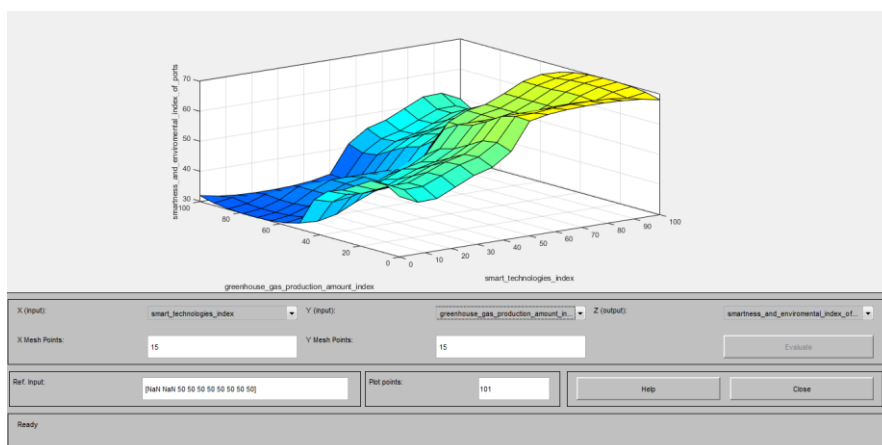 smartness_and_enviromental_index_of_ports
70
60
50
40
30
100
80
60
40
20
0
0
10
20
30
40
50
60
70
80
90
100
greenhouse_gas_production_amount_index
smart_technologies_index
X (input):
smart_technologies_index
Y (input):
greenhouse_gas_production_amount_in...
Z (output):
smartness_and_enviromental_index_of...
X Mesh Points:
15
Y Mesh Points:
15
Evaluate
Ref. Input:
[NaN NaN 50 50 50 50 50 50 50 50]
Plot points:
101
Help
Close
Ready